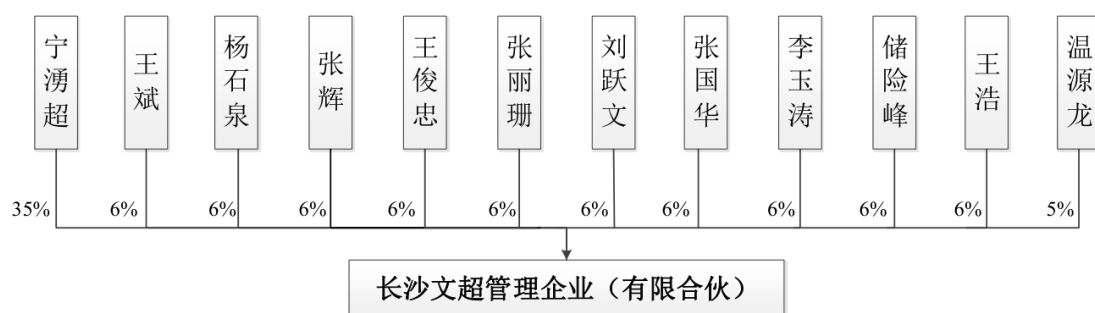 宁湧超
王斌
杨石泉
张辉
王俊忠
张丽珊
刘跃文
张国华
李玉涛
储险峰
王浩
温源龙
35%
6%
6%
6%
6%
6%
6%
6%
6%
6%
6%
5%
长沙文超管理企业（有限合伙）